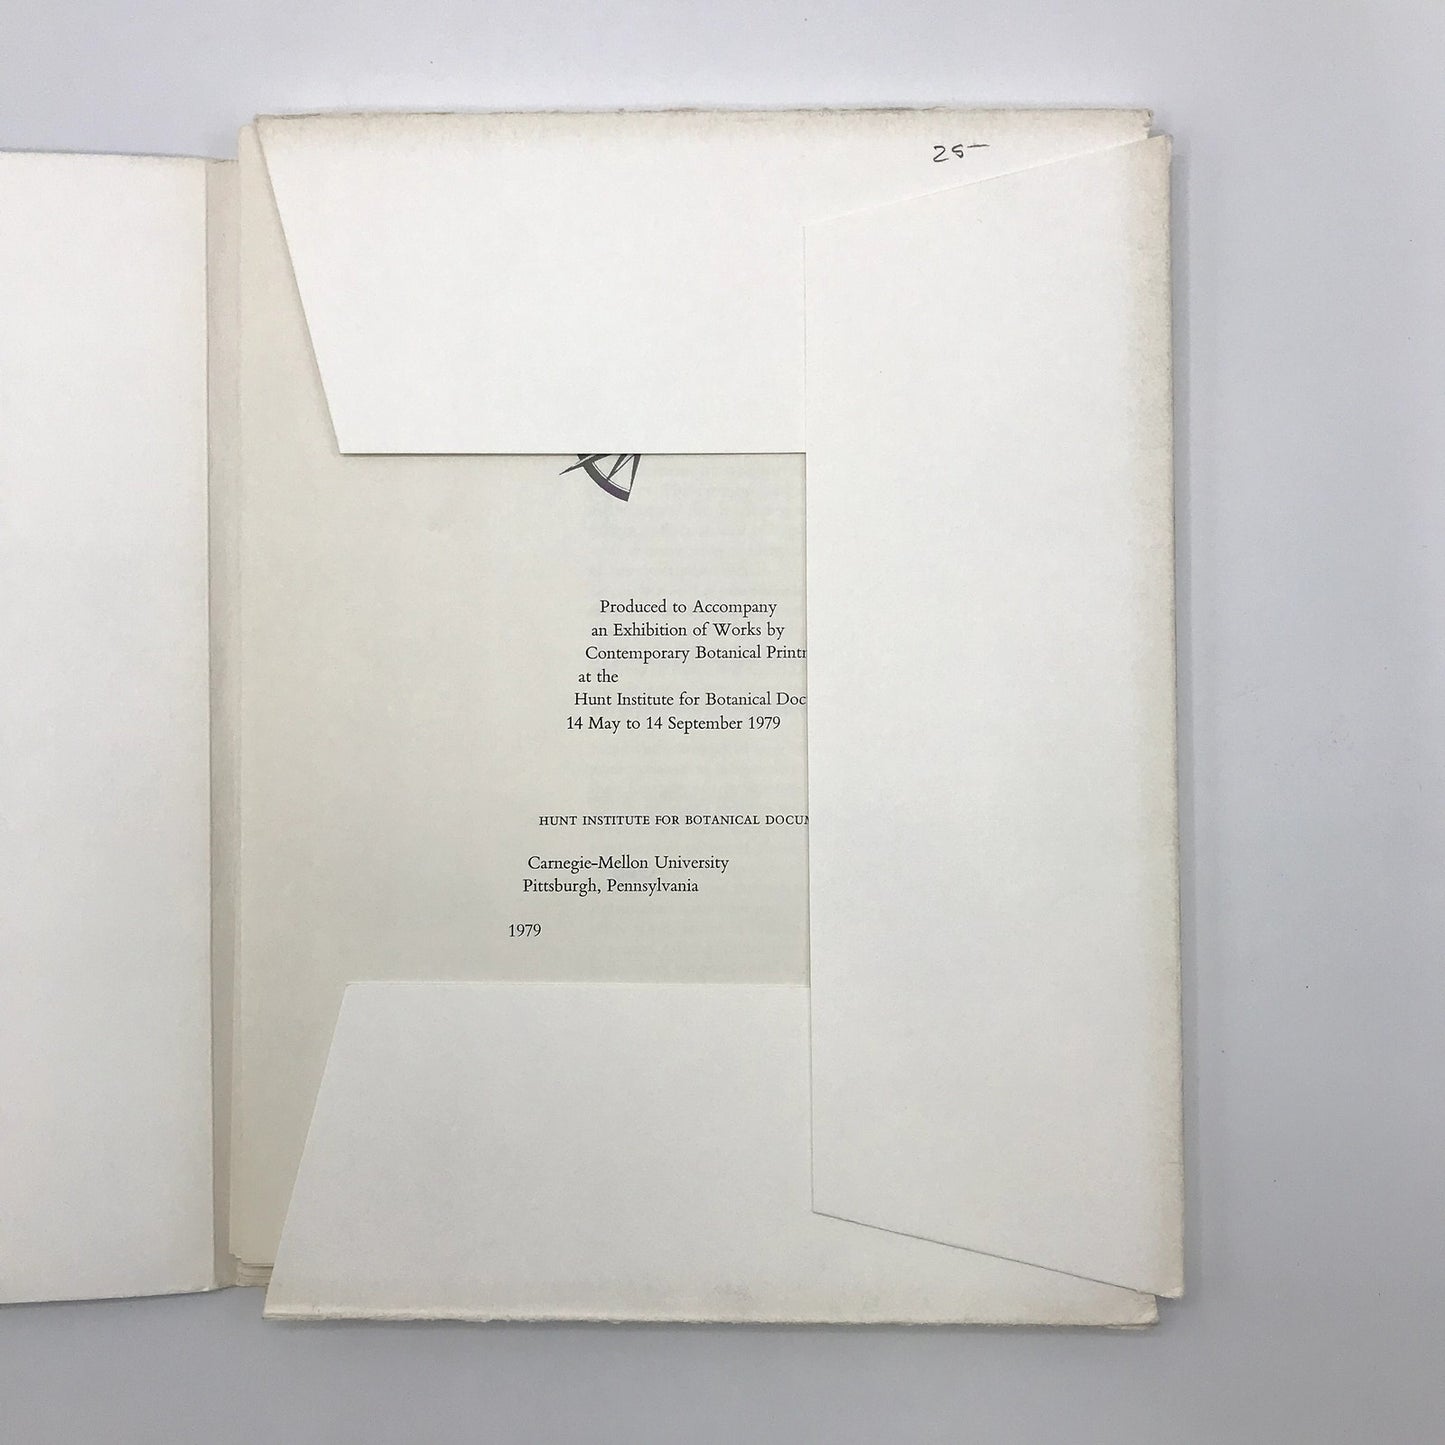 25—
Produced to Accompany
an Exhibition of Works by
Contemporary Botanical Printm
at the
Hunt Institute for Botanical Doc
14 May to 14 September 1979
HUNT INSTITUTE FOR BOTANICAL DOCUM
Carnegie-Mellon University
Pittsburgh, Pennsylvania
1979